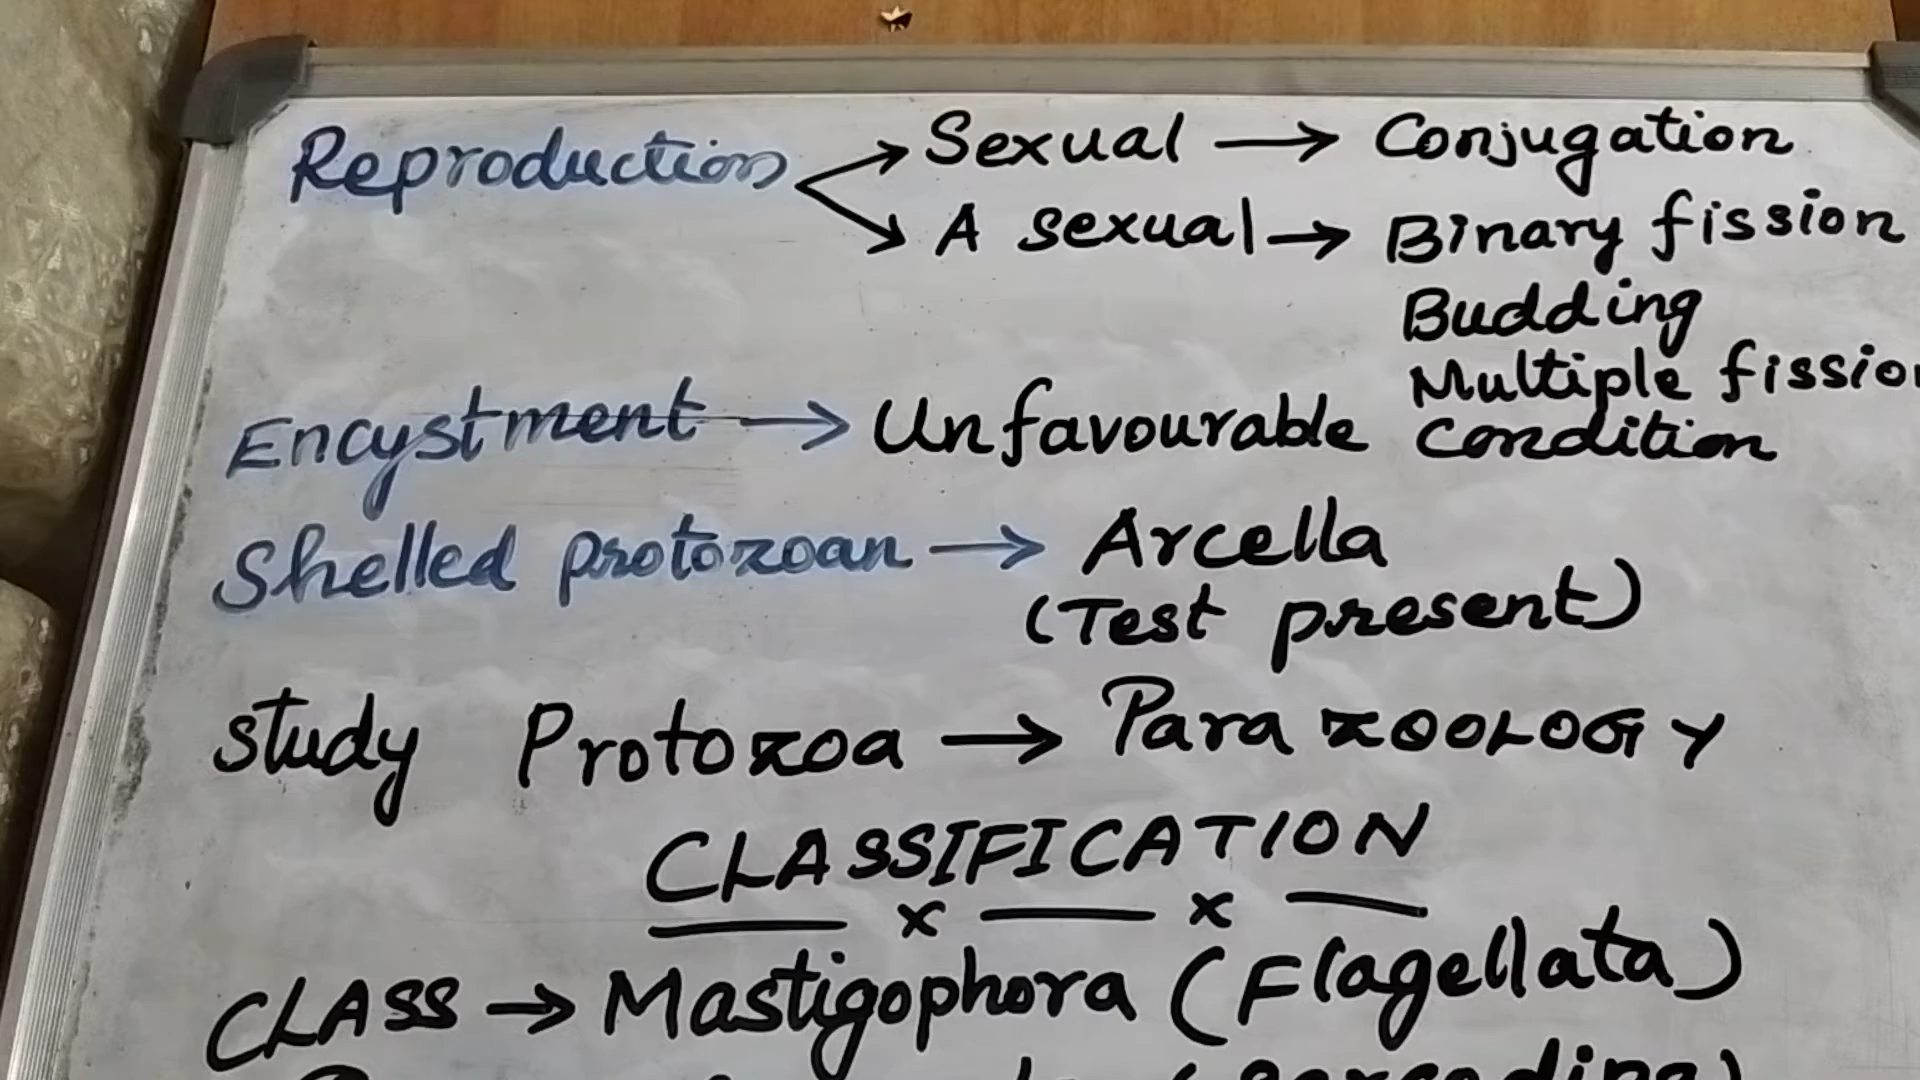 Reproduction → Sexual → Conjugation
→ A sexual → Binary fission
Budding
Multiple fission
Encystment → Unfavourable Condition
Shelled protozoan → Arcella
(Test present)
study Protozoa → Para ZOOLOGY
CLASSIFICATION
— x — x —
CLASS → Mastigophora (Flagellata)